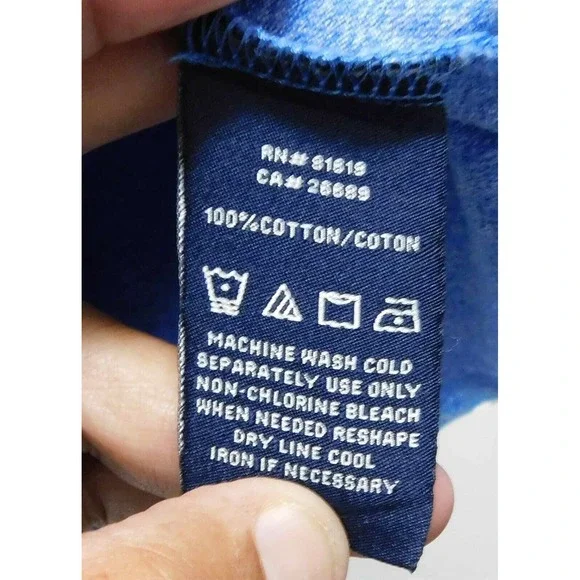 RN# 81819
CA# 26689
100%COTTON/COTON
MACHINE WASH COLD
SEPARATELY USE ONLY
NON-CHLORINE BLEACH
WHEN NEEDED RESHAPE
DRY LINE COOL
IRON IF NECESSARY